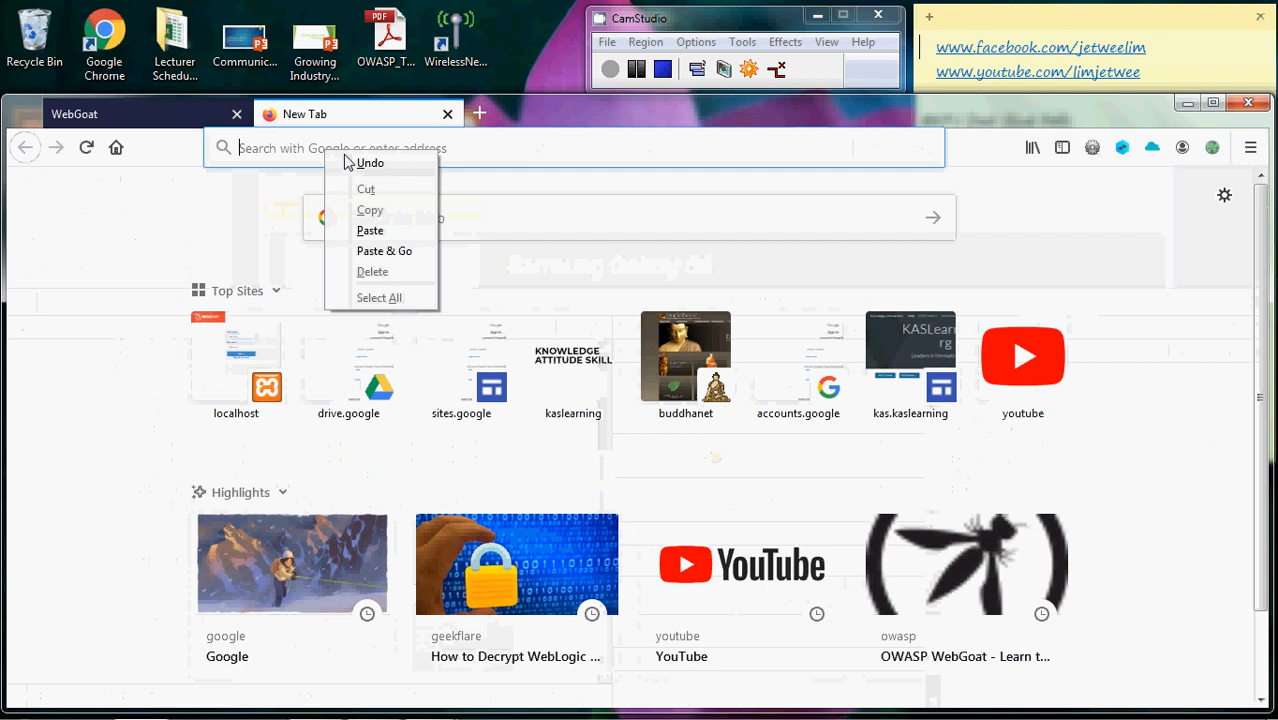 Recycle Bin
Google Chrome
Lecturer Schedu...
Communic...
Growing Industry...
PDF
OWASP_T...
WirelessNe...
CamStudio
File Region Options Tools Effects View Help
www.facebook.com/jetweelim
www.youtube.com/limjetwee
WebGoat
New Tab
Search with Google or enter address
Undo
Cut
Copy
Paste
Paste & Go
Delete
Select All
Top Sites
KNOWLEDGE
ATTITUDE SKILL
KASLearn
localhost
drive.google
sites.google
kaslearning
buddhanet
accounts.google
kas.kaslearning
youtube
Highlights
YouTube
google
Google
geekflare
How to Decrypt WebLogic ...
youtube
YouTube
owasp
OWASP WebGoat - Learn t...